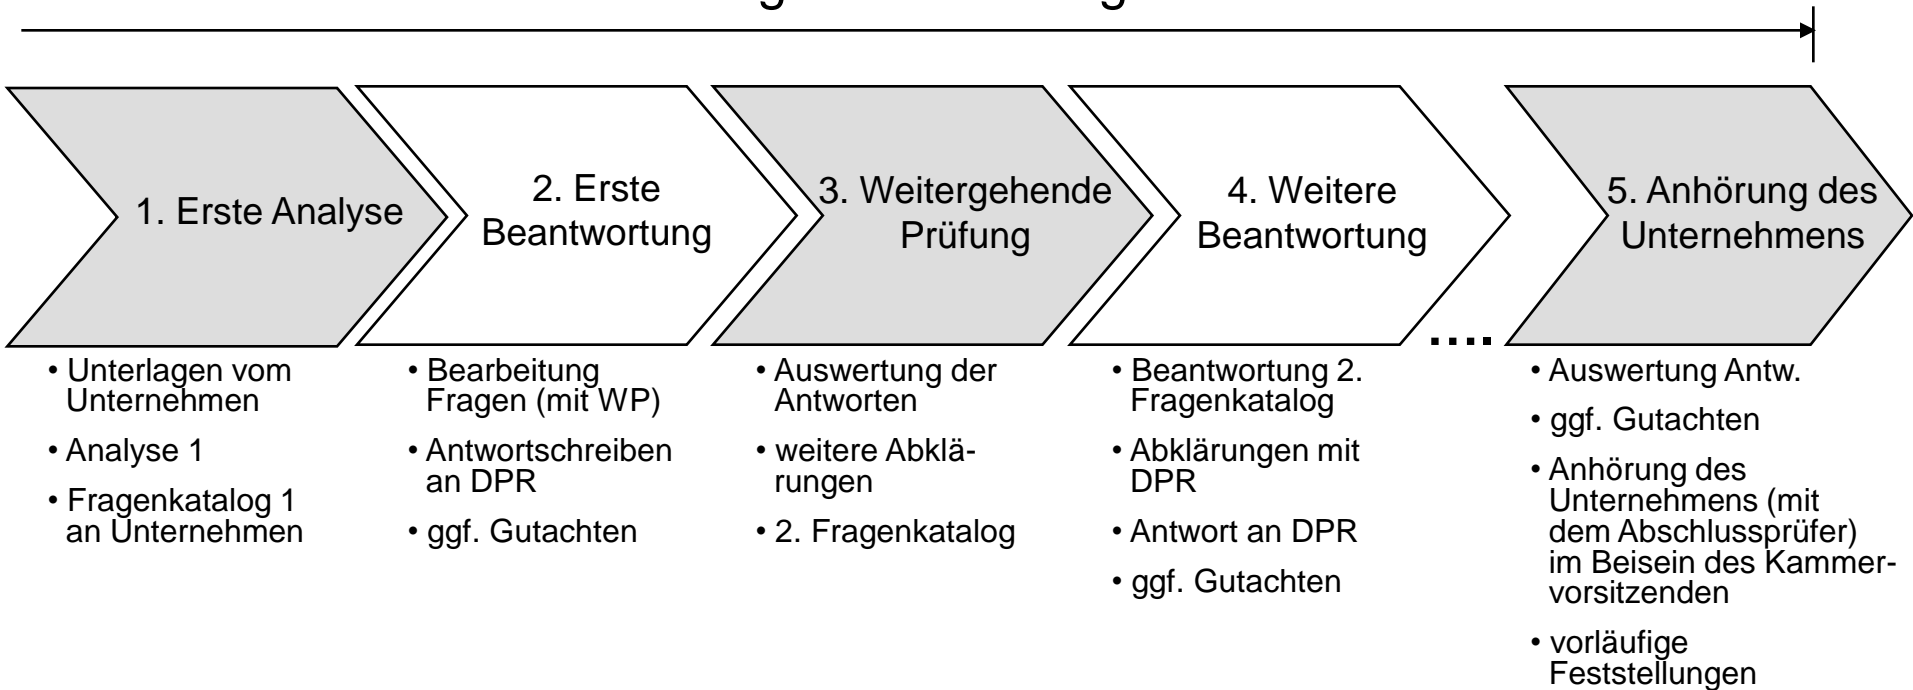 1. Erste Analyse
2. Erste
Beantwortung
3. Weitergehende
Prüfung
4. Weitere
Beantwortung
....
5. Anhörung des
Unternehmens
• Unterlagen vom
Unternehmen
• Analyse 1
• Fragenkatalog 1
an Unternehmen
• Bearbeitung
Fragen (mit WP)
• Antwortschreiben
an DPR
• ggf. Gutachten
• Auswertung der
Antworten
• weitere Abklä-
rungen
• 2. Fragenkatalog
• Beantwortung 2.
Fragenkatalog
• Abklärungen mit
DPR
• Antwort an DPR
• ggf. Gutachten
• Auswertung Antw.
• ggf. Gutachten
• Anhörung des
Unternehmens (mit
dem Abschlussprüfer)
im Beisein des Kammer-
vorsitzenden
• vorläufige
Feststellungen